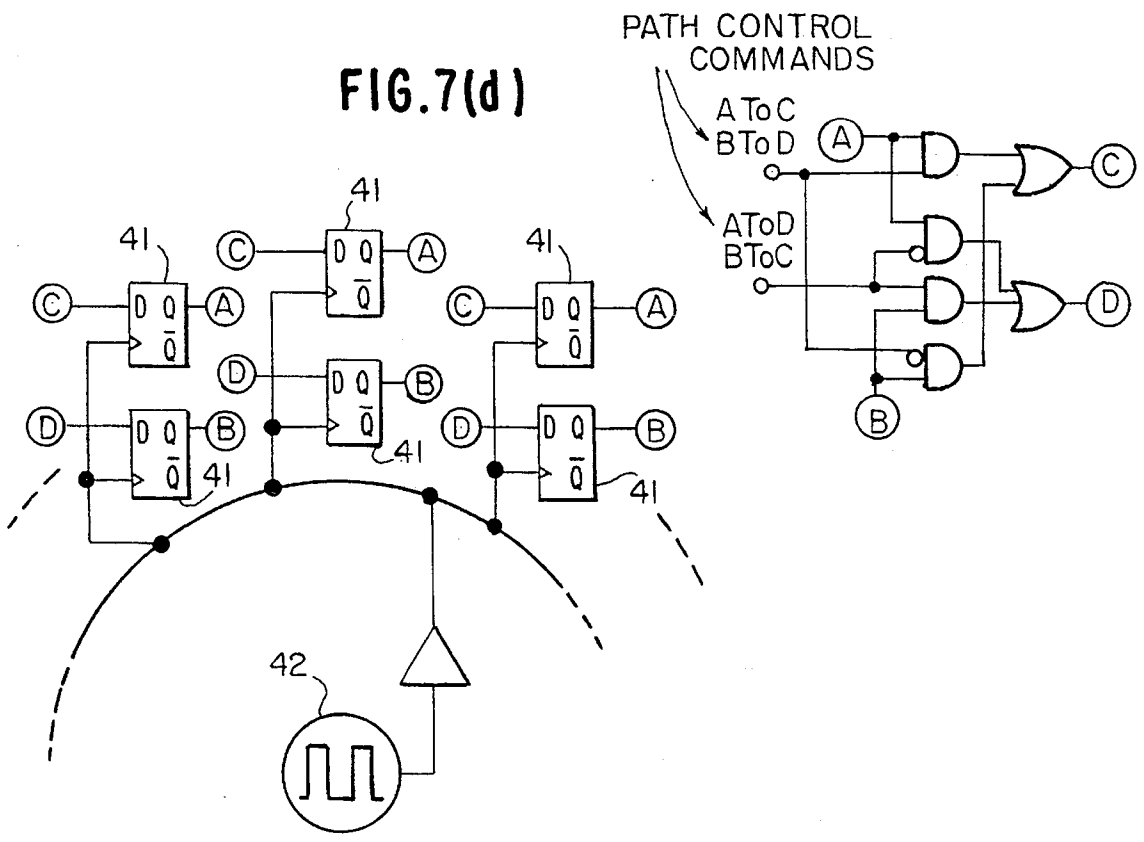 PATH CONTROL
COMMANDS
FIG.7(d)
A To C
B To D
A
C
A To D
B To C
D
B
41
C
D Q
Q̅
A
41
C
D Q
Q̅
A
41
C
D Q
Q̅
A
D
D Q
Q̅
B
41
D
D Q
Q̅
B
41
D
D Q
Q̅
B
41
42